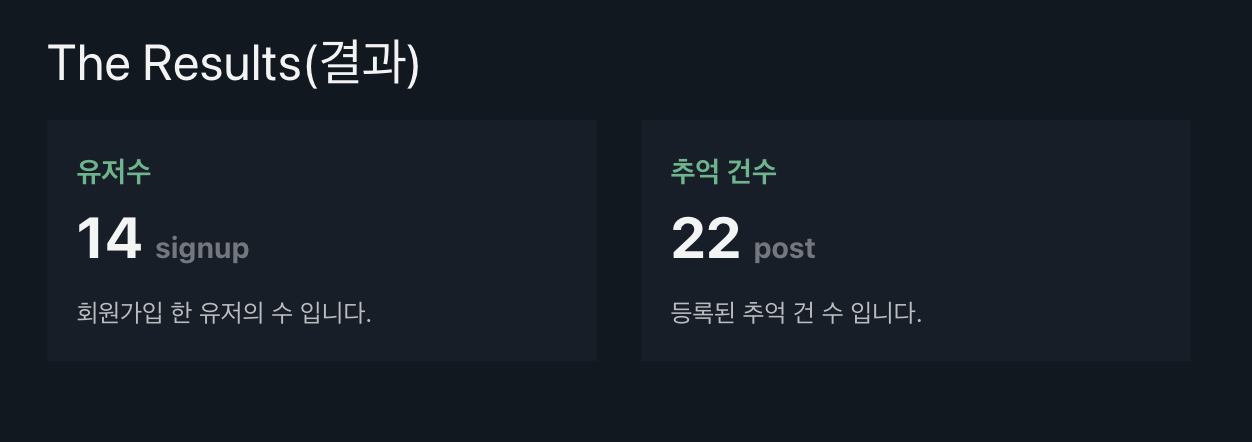 The Results(결과)
유저수
14 signup
회원가입 한 유저의 수 입니다.
추억 건수
22 post
등록된 추억 건 수 입니다.